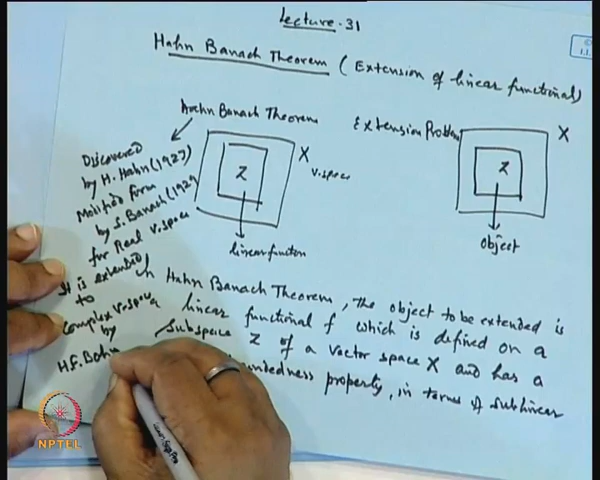 Lecture-31
Hahn Banach Theorem (Extension of linear functional)
Hahn Banach Theorem
Extension Problem
X
Discovered
by H. Hahn (1927)
Modified form
by S. Banach (1929
for Real V. space
It is extended
to
Complex V. space
by
H.F. Bohn
Z
X
V. space
linear functon
Z
object
In Hahn Banach Theorem, the object to be extended is
linear functional f which is defined on a
subspace Z of a vector space X and has a
boundedness property, in terms of sublinear
NPTEL